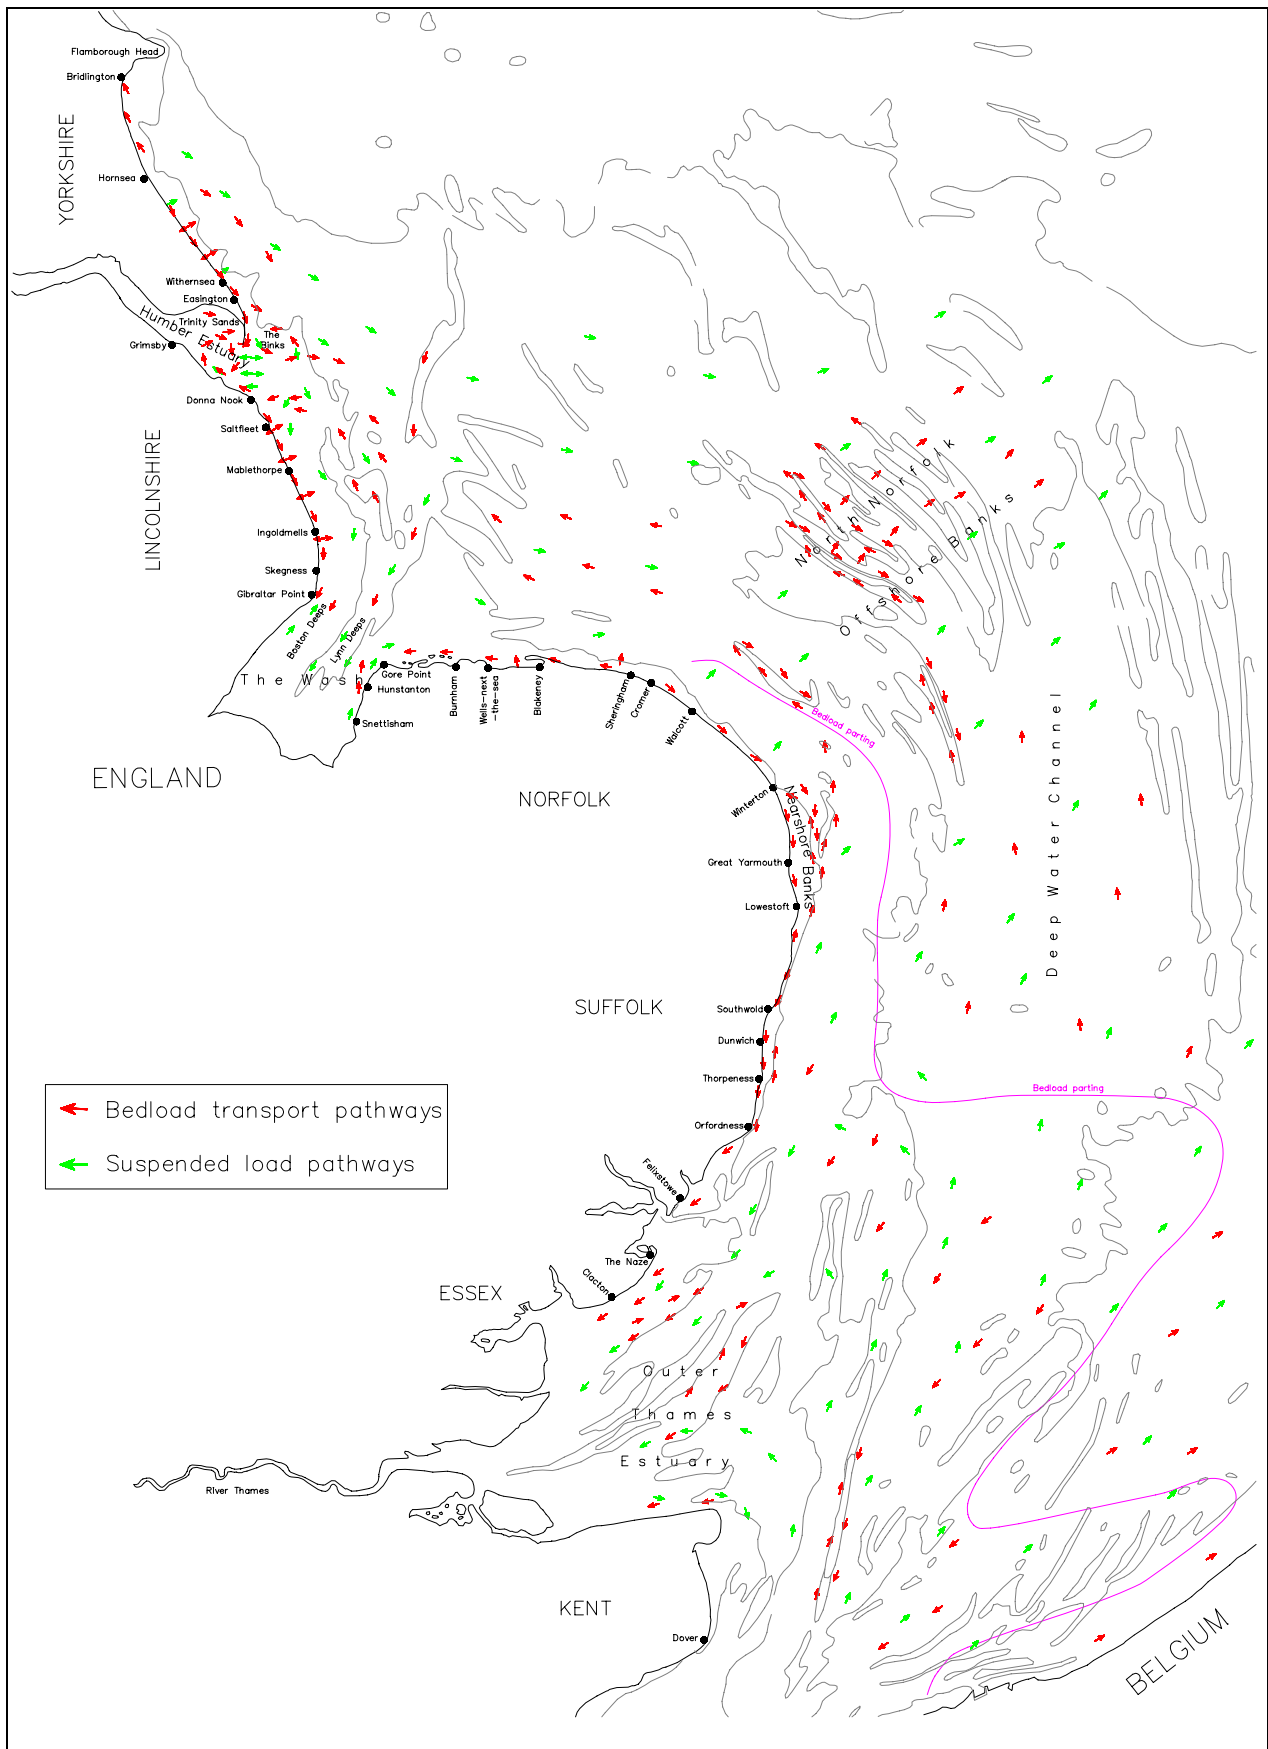 Flamborough Head
Bridlington
YORKSHIRE
Hornsea
Withernsea
Easington
Trinity Sands
Humber Estuary
The
Binks
Grimsby
Donna Nook
Saltfleet
LINCOLNSHIRE
Mablethorpe
Ingoldmells
Skegness
Gibraltar Point
Boston Deeps
Lynn Deeps
The Wash
Gore Point
Hunstanton
Snettisham
Burnham
Wells-next
-the-sea
Blakeney
Sheringham
Cromer
Walcott
North Norfolk
Offshore Banks
Bedload parting
ENGLAND
NORFOLK
Winterton
Nearshore Banks
Great Yarmouth
Lowestoft
Deep Water Channel
SUFFOLK
Southwold
Dunwich
Thorpeness
Bedload parting
Orfordness
Bedload transport pathways
Suspended load pathways
Felixstowe
The Naze
Clacton
ESSEX
Outer
Thames
Estuary
River Thames
KENT
Dover
BELGIUM